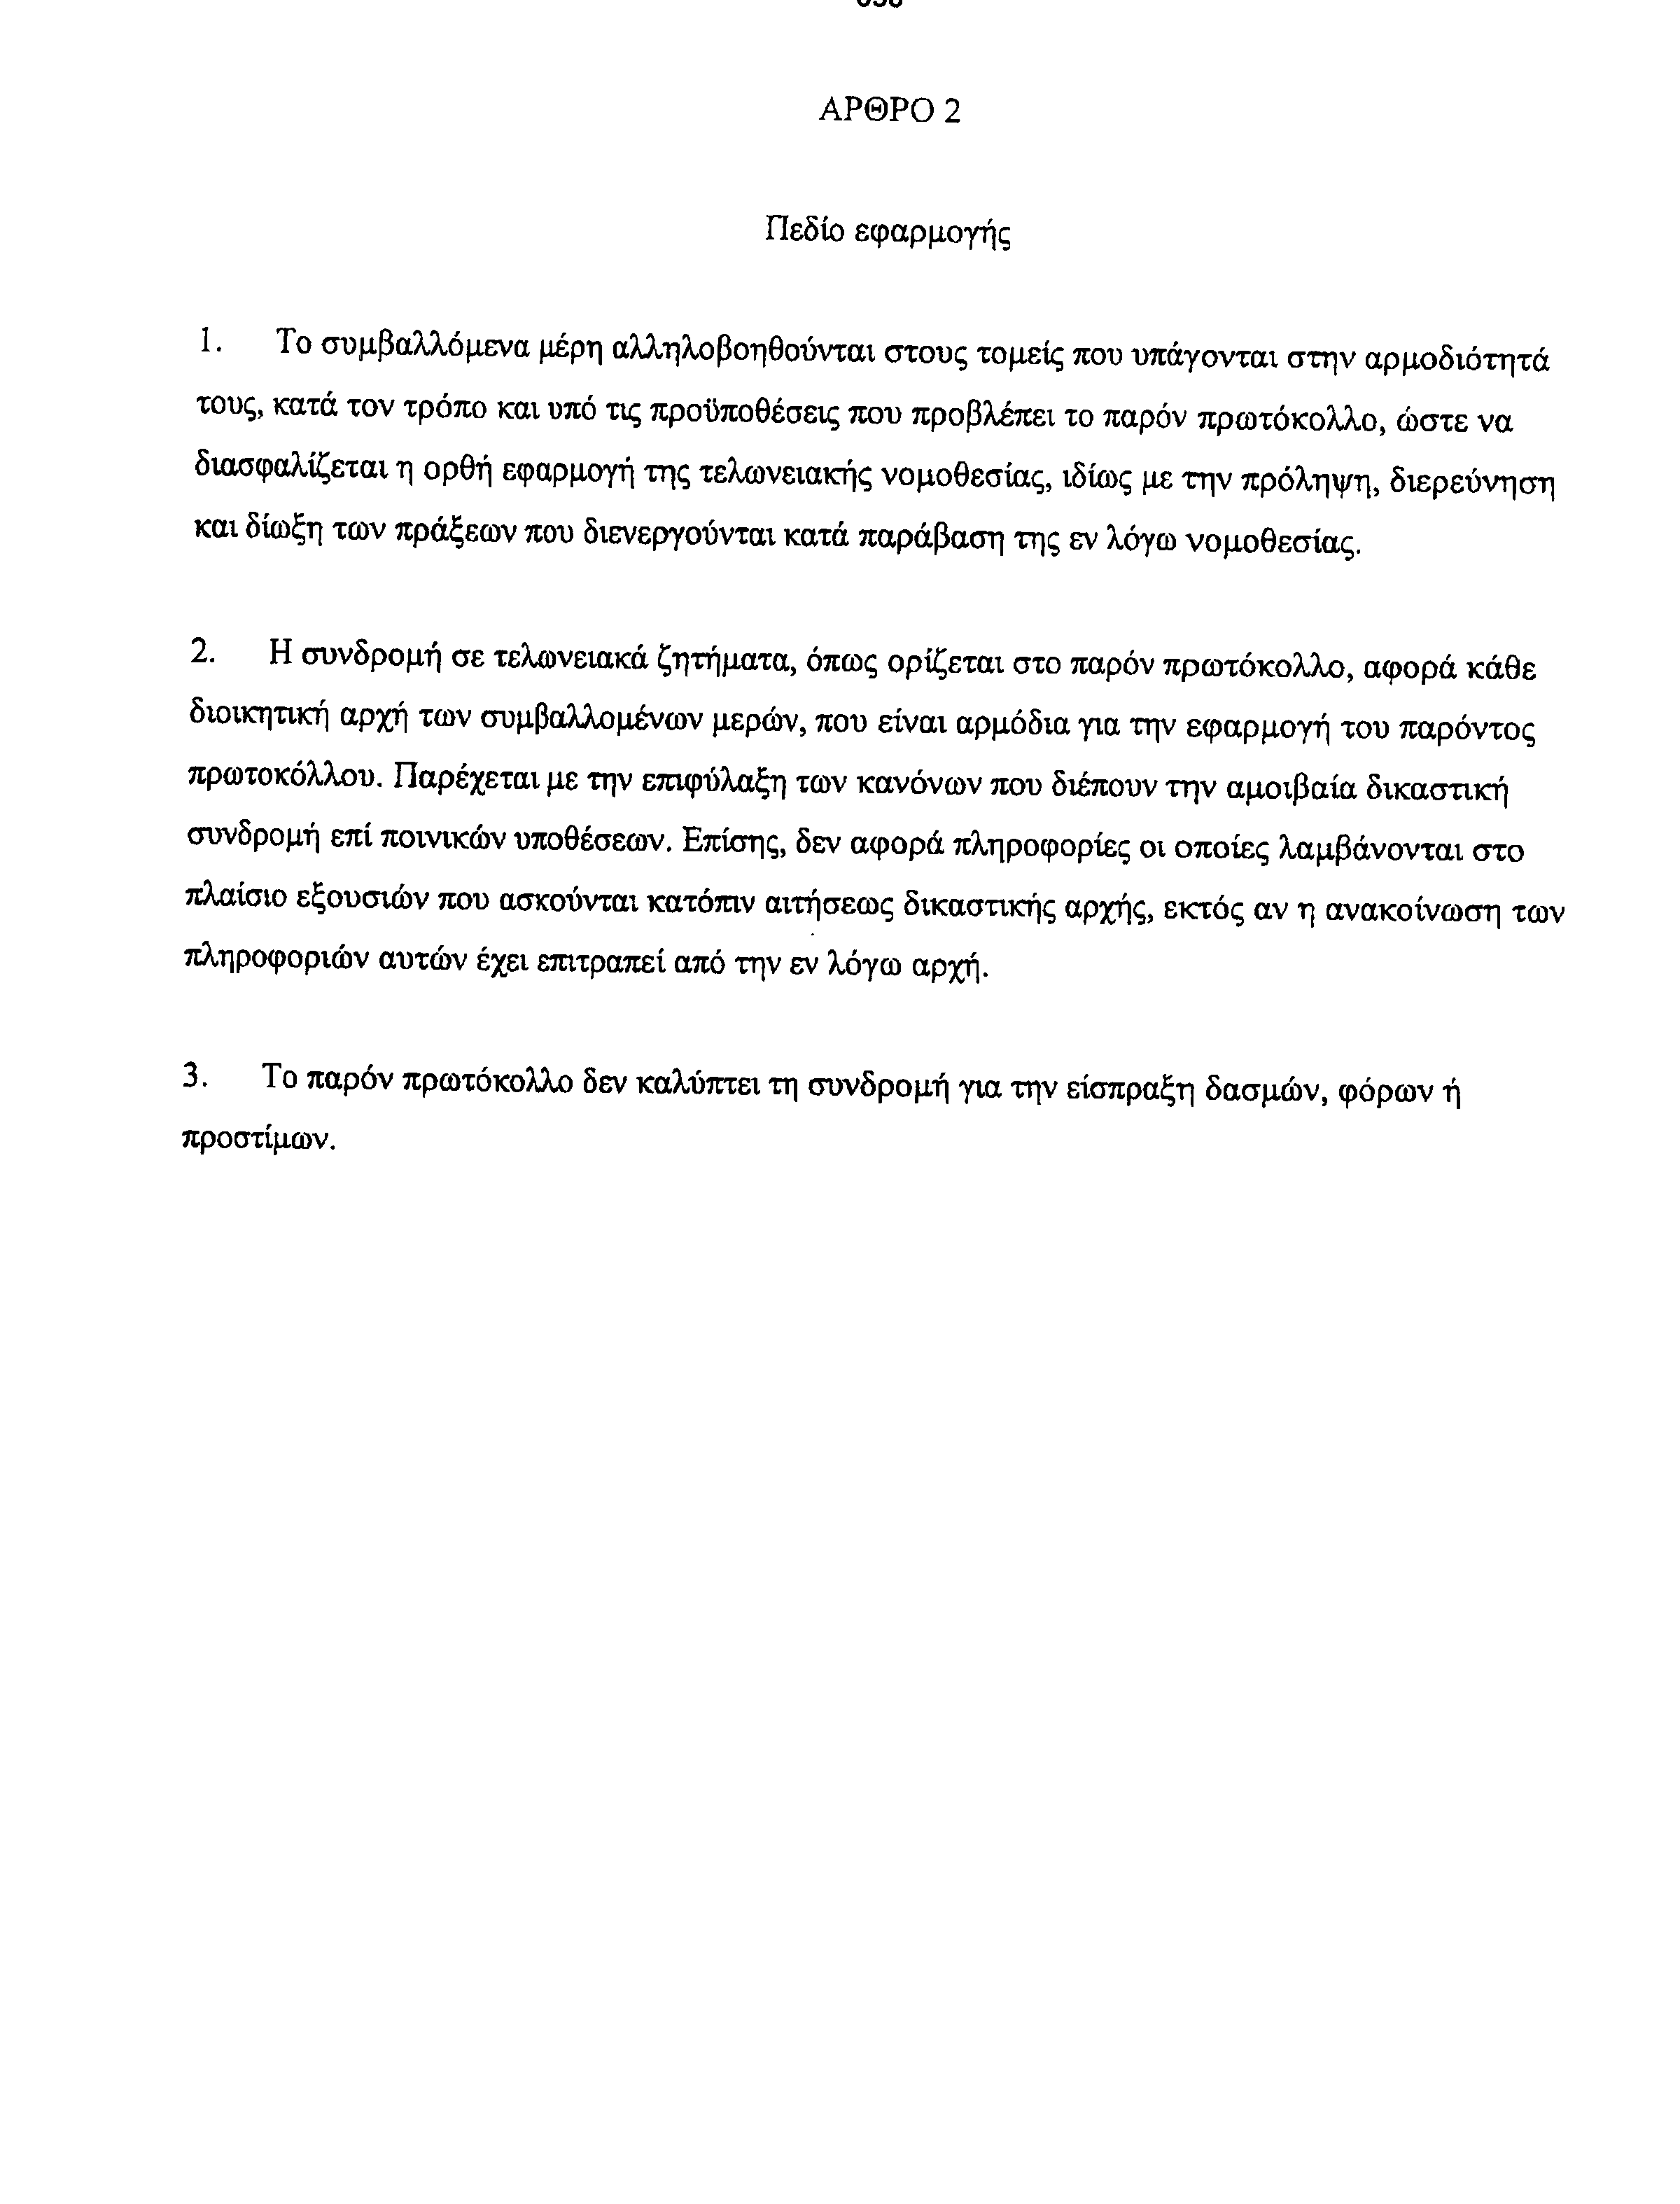 ΑΡΘΡΟ 2
Πεδίο εφαρμογής
1. Το συμβαλλόμενα μέρη αλληλοβοηθούνται στους τομείς που υπάγονται στην αρμοδιότητά
τους, κατά τον τρόπο και υπό τις προϋποθέσεις που προβλέπει το παρόν πρωτόκολλο, ώστε να
διασφαλίζεται η ορθή εφαρμογή της τελωνειακής νομοθεσίας, ιδίως με την πρόληψη, διερεύνηση
και δίωξη των πράξεων που διενεργούνται κατά παράβαση της εν λόγω νομοθεσίας.
2. Η συνδρομή σε τελωνειακά ζητήματα, όπως ορίζεται στο παρόν πρωτόκολλο, αφορά κάθε
διοικητική αρχή των συμβαλλομένων μερών, που είναι αρμόδια για την εφαρμογή του παρόντος
πρωτοκόλλου. Παρέχεται με την επιφύλαξη των κανόνων που διέπουν την αμοιβαία δικαστική
συνδρομή επί ποινικών υποθέσεων. Επίσης, δεν αφορά πληροφορίες οι οποίες λαμβάνονται στο
πλαίσιο εξουσιών που ασκούνται κατόπιν αιτήσεως δικαστικής αρχής, εκτός αν η ανακοίνωση των
πληροφοριών αυτών έχει επιτραπεί από την εν λόγω αρχή.
3. Το παρόν πρωτόκολλο δεν καλύπτει τη συνδρομή για την είσπραξη δασμών, φόρων ή
προστίμων.